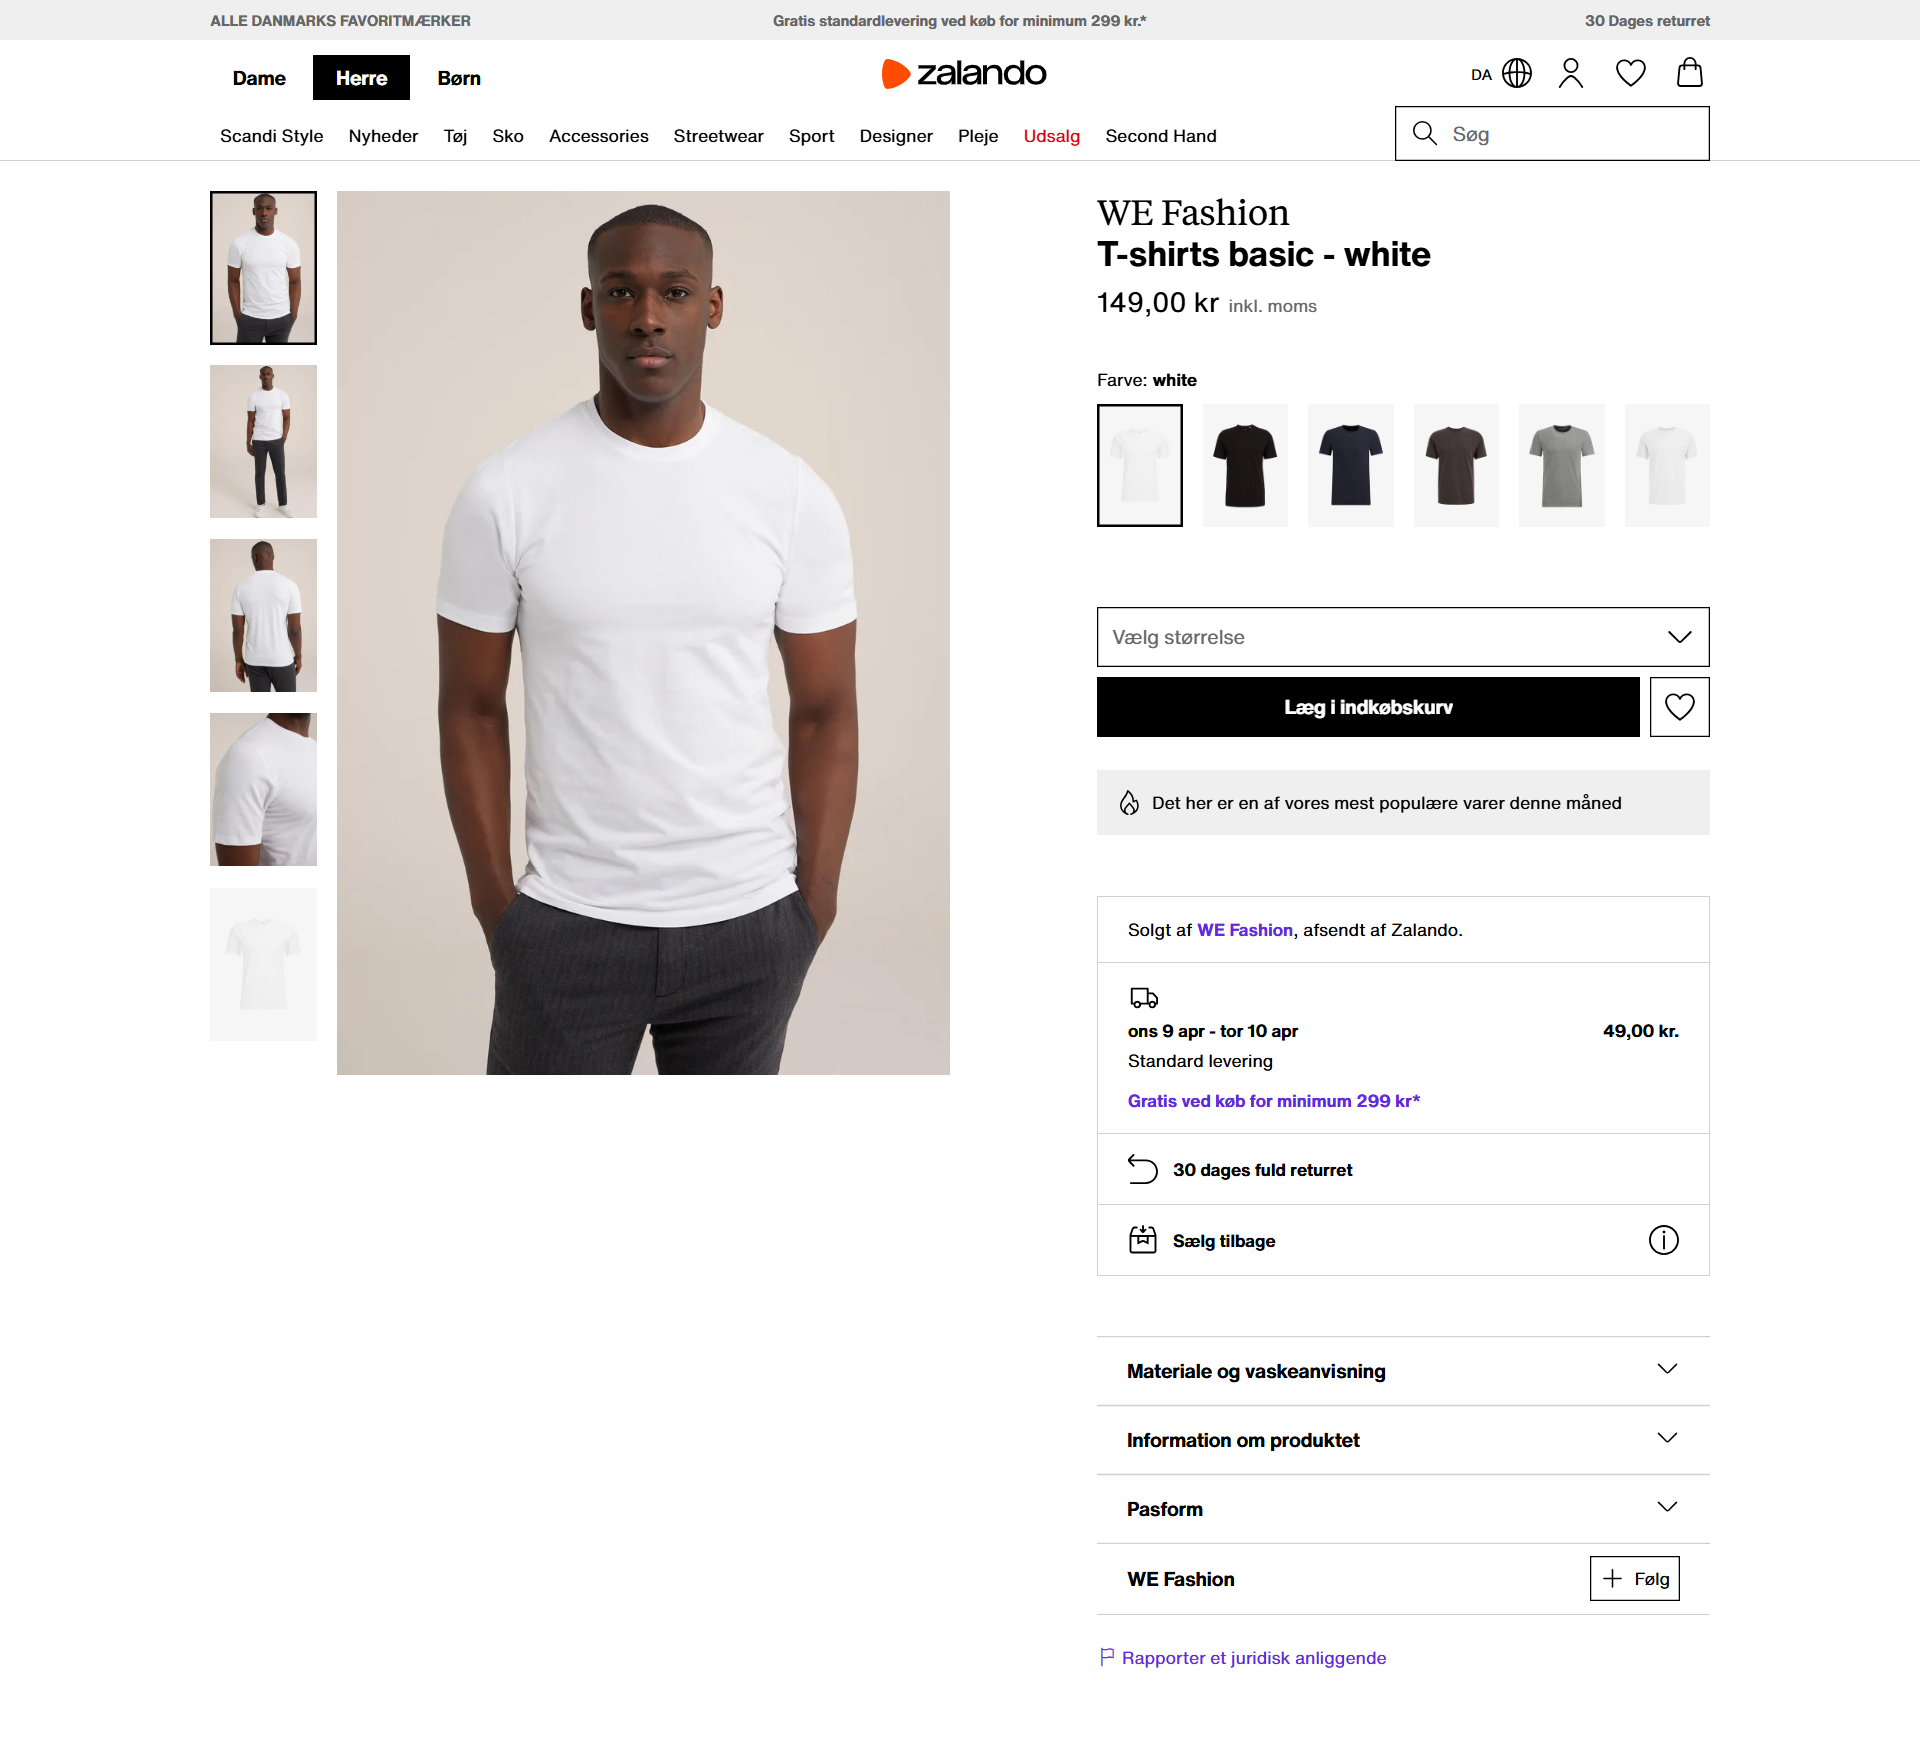 ALLE DANMARKS FAVORITMÆRKER
Gratis standardlevering ved køb for minimum 299 kr.*
30 Dages returret
Dame
Herre
Børn
zalando
DA
Scandi Style
Nyheder
Tøj
Sko
Accessories
Streetwear
Sport
Designer
Pleje
Udsalg
Second Hand
Søg
WE Fashion
T-shirts basic - white
149,00 kr inkl. moms
Farve: white
Vælg størrelse
Læg i indkøbskurv
Det her er en af vores mest populære varer denne måned
Solgt af WE Fashion, afsendt af Zalando.
ons 9 apr - tor 10 apr
49,00 kr.
Standard levering
Gratis ved køb for minimum 299 kr*
30 dages fuld returret
Sælg tilbage
Materiale og vaskeanvisning
Information om produktet
Pasform
WE Fashion
Følg
Rapporter et juridisk anliggende